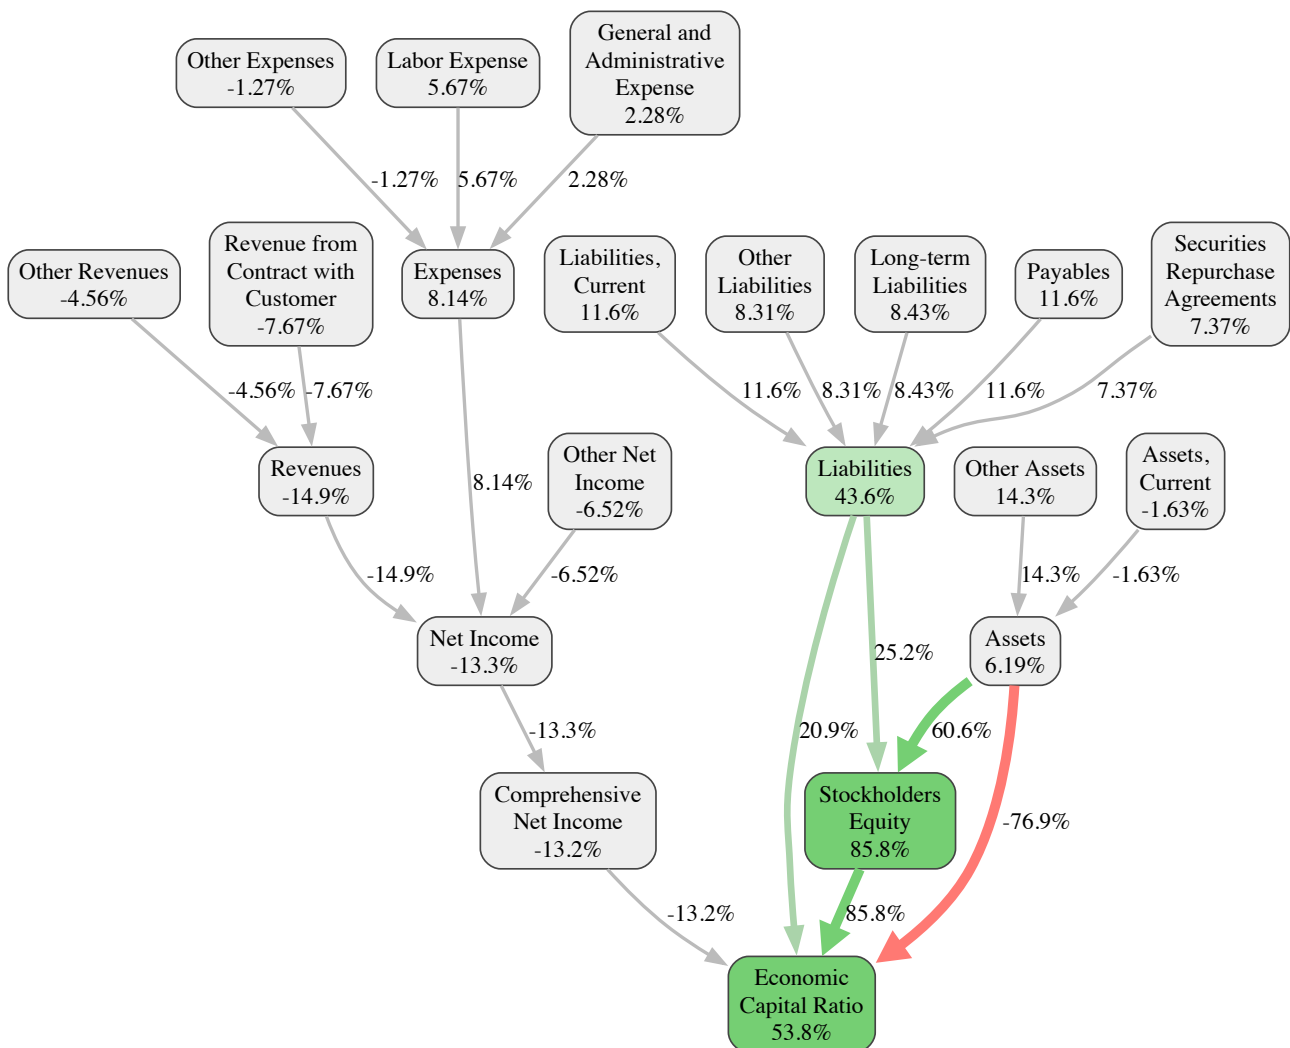 Other Expenses
-1.27%
Labor Expense
5.67%
General and
Administrative
Expense
2.28%
-1.27%
5.67%
2.28%
Other Revenues
-4.56%
Revenue from
Contract with
Customer
-7.67%
Expenses
8.14%
Liabilities,
Current
11.6%
Other
Liabilities
8.31%
Long-term
Liabilities
8.43%
Payables
11.6%
Securities
Repurchase
Agreements
7.37%
-4.56%
-7.67%
11.6%
8.31%
8.43%
11.6%
7.37%
Revenues
-14.9%
8.14%
Other Net
Income
-6.52%
Liabilities
43.6%
Other Assets
14.3%
Assets,
Current
-1.63%
-14.9%
-6.52%
14.3%
-1.63%
Net Income
-13.3%
25.2%
Assets
6.19%
-13.3%
20.9%
60.6%
Comprehensive
Net Income
-13.2%
Stockholders
Equity
85.8%
-76.9%
-13.2%
85.8%
Economic
Capital Ratio
53.8%